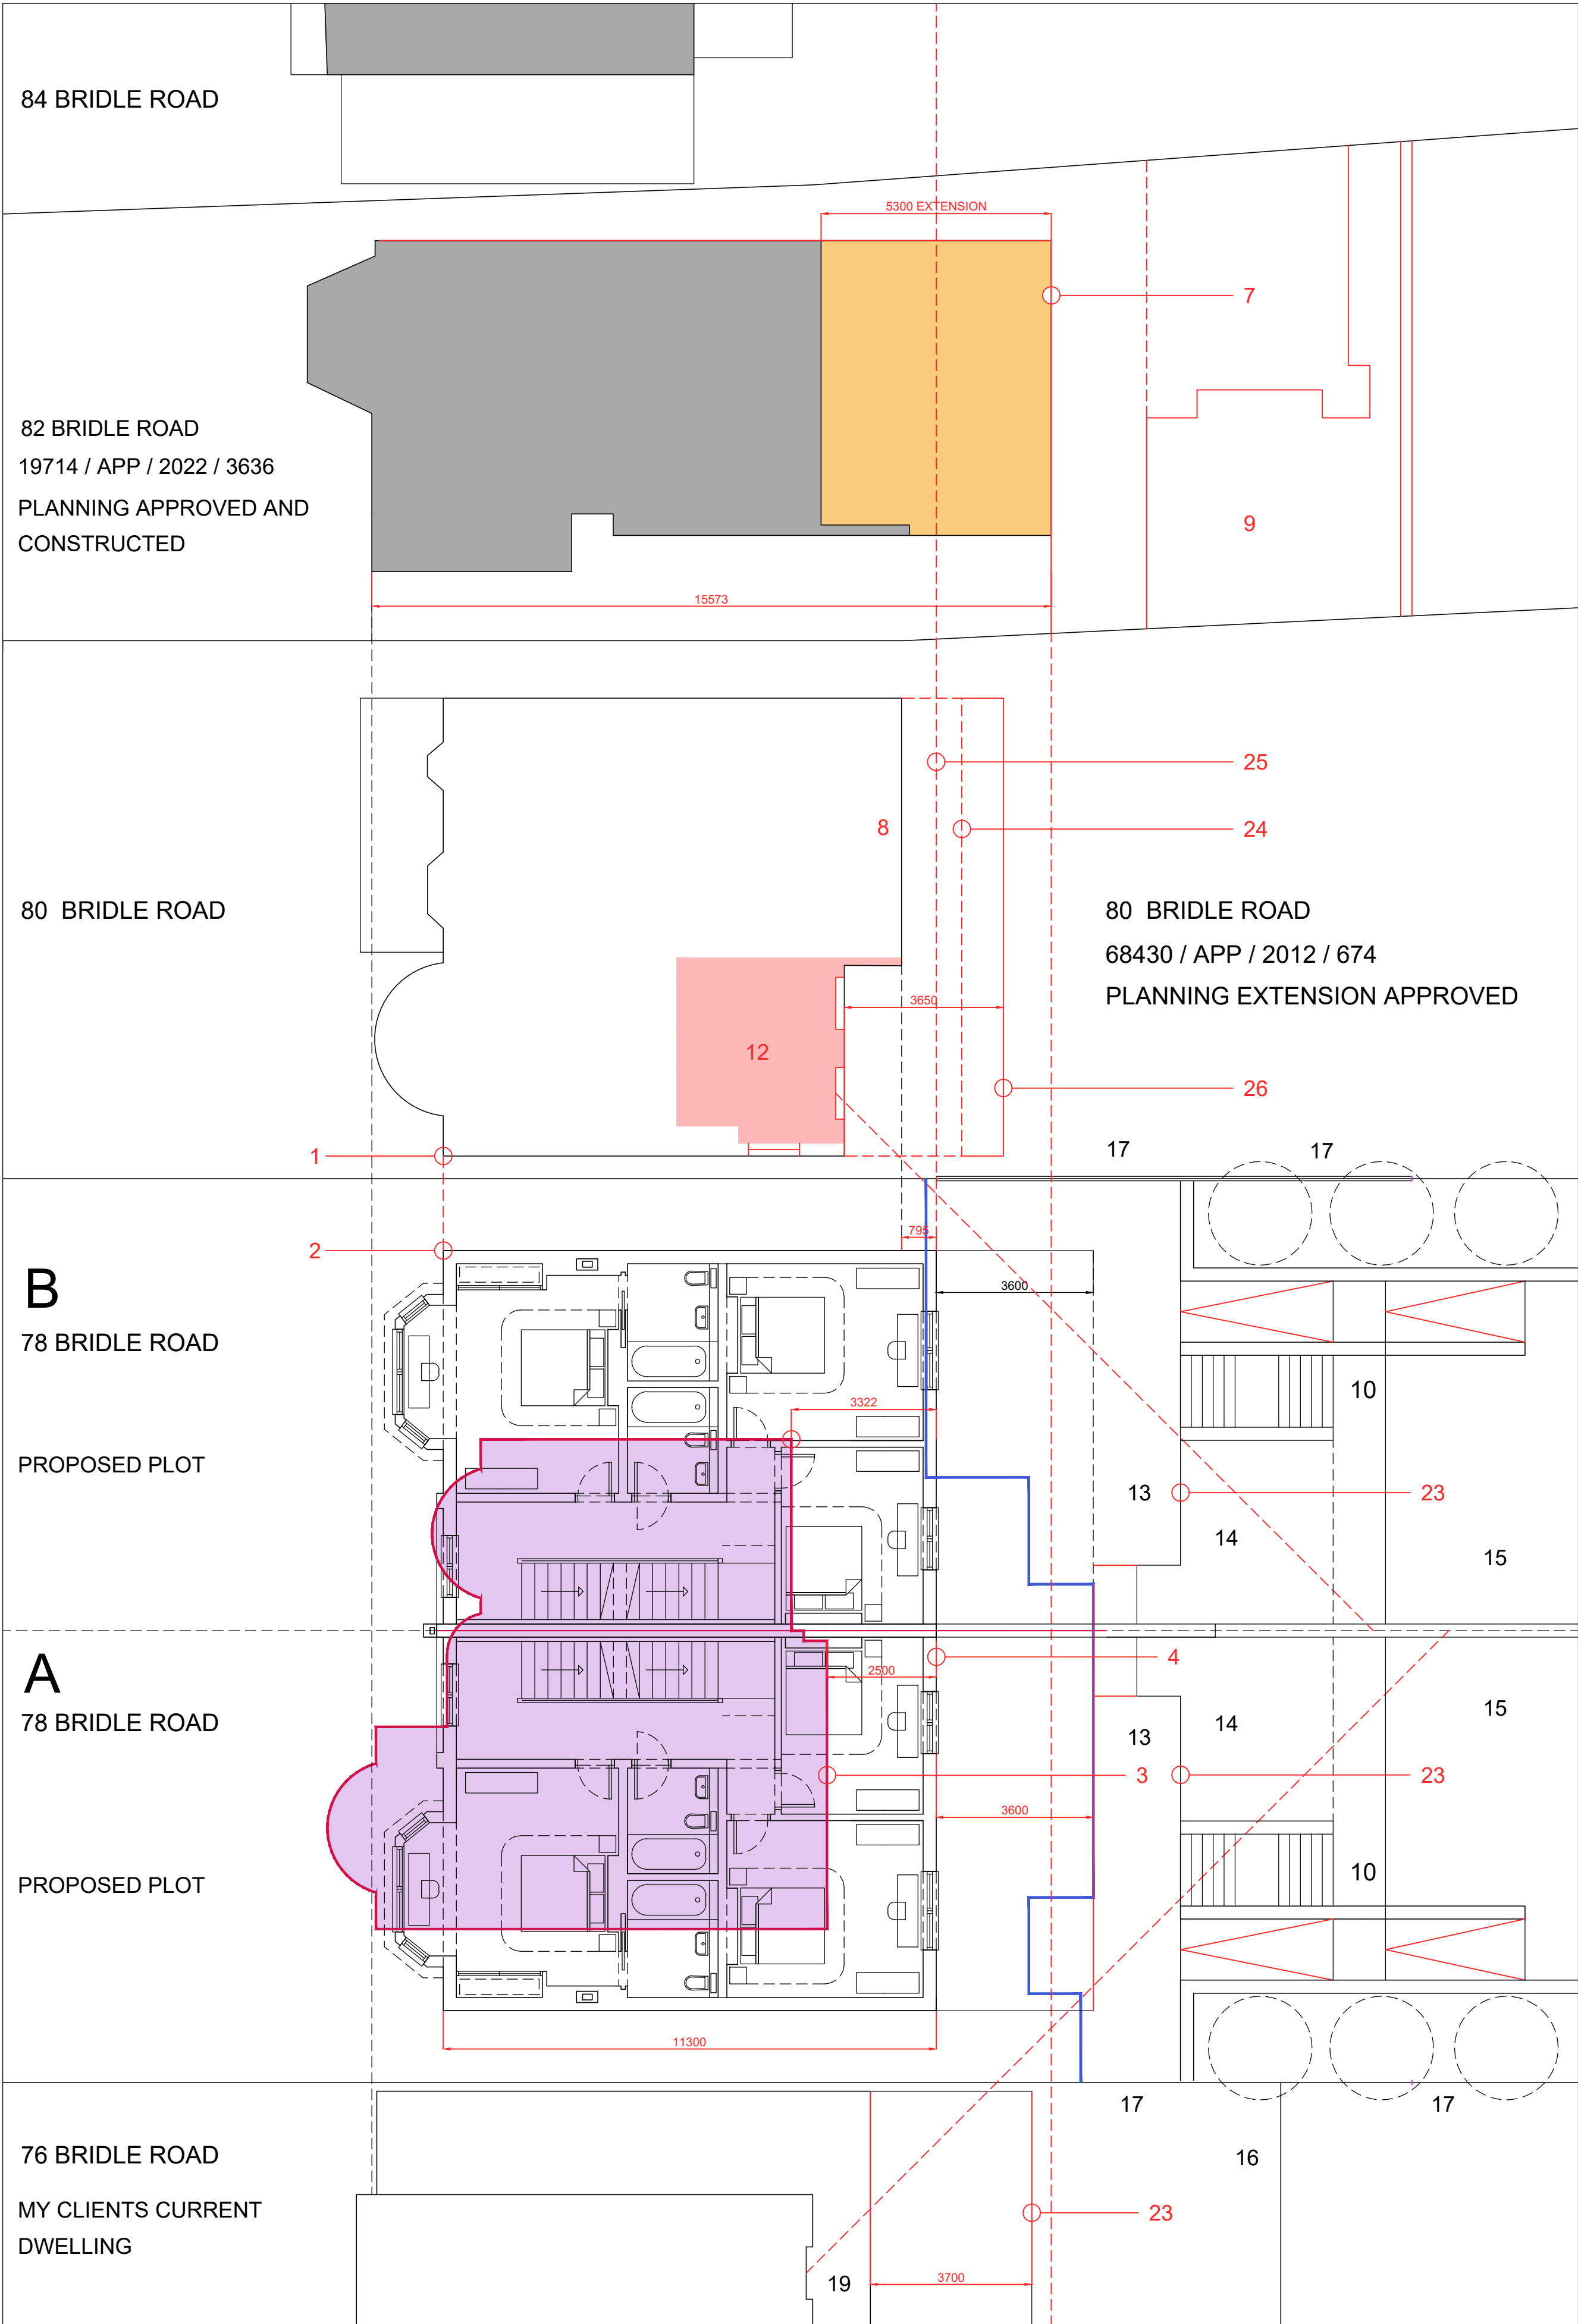 84 BRIDLE ROAD
5300 EXTENSION
7
82 BRIDLE ROAD
19714 / APP / 2022 / 3636
PLANNING APPROVED AND
CONSTRUCTED
9
15573
25
8
24
80 BRIDLE ROAD
80 BRIDLE ROAD
68430 / APP / 2012 / 674
PLANNING EXTENSION APPROVED
3650
12
26
1
17
17
795
2
B
3600
78 BRIDLE ROAD
10
3322
PROPOSED PLOT
13
23
14
15
A
4
2500
78 BRIDLE ROAD
15
14
13
3
23
3600
10
PROPOSED PLOT
11300
17
17
76 BRIDLE ROAD
16
MY CLIENTS CURRENT
DWELLING
23
19
3700